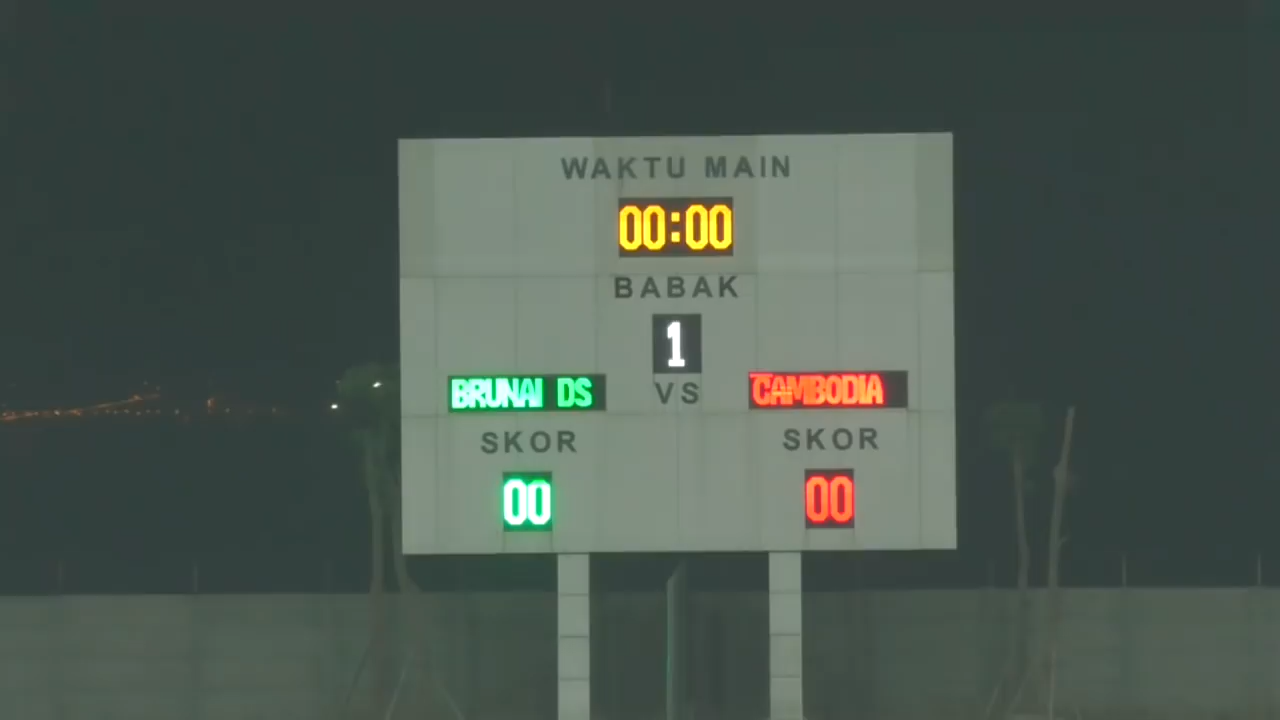 WAKTU MAIN
00:00
BABAK
1
BRUNAI DS VS CAMBODIA
SKOR SKOR
00 00